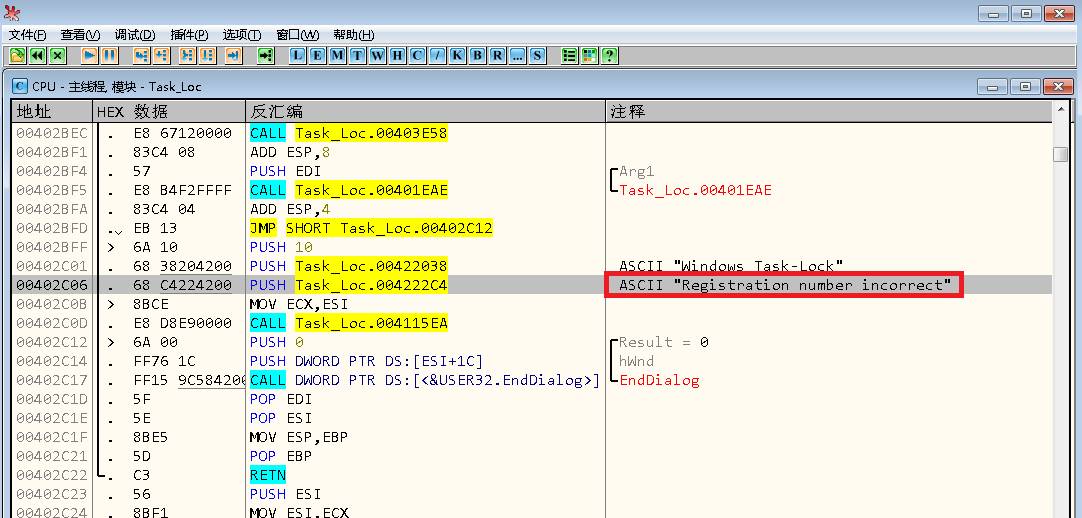 文件(F) 查看(V) 调试(D) 插件(P) 选项(T) 窗口(W) 帮助(H)
L E M T W H C / K B R ... S ?
C CPU - 主线程, 模块 - Task_Loc
地址 HEX 数据 反汇编 注释
00402BEC . E8 67120000 CALL Task_Loc.00403E58
00402BF1 . 83C4 08 ADD ESP,8
00402BF4 . 57 PUSH EDI Arg1
00402BF5 . E8 B4F2FFFF CALL Task_Loc.00401EAE Task_Loc.00401EAE
00402BFA . 83C4 04 ADD ESP,4
00402BFD . EB 13 JMP SHORT Task_Loc.00402C12
00402BFF > 6A 10 PUSH 10
00402C01 . 68 38204200 PUSH Task_Loc.00422038 ASCII "Windows Task-Lock"
00402C06 . 68 C4224200 PUSH Task_Loc.004222C4 ASCII "Registration number incorrect"
00402C0B > 8BCE MOV ECX,ESI
00402C0D . E8 D8E90000 CALL Task_Loc.004115EA
00402C12 > 6A 00 PUSH 0 Result = 0
00402C14 . FF76 1C PUSH DWORD PTR DS:[ESI+1C] hWnd
00402C17 . FF15 9C584200 CALL DWORD PTR DS:[<&USER32.EndDialog>] EndDialog
00402C1D . 5F POP EDI
00402C1E . 5E POP ESI
00402C1F . 8BE5 MOV ESP,EBP
00402C21 . 5D POP EBP
00402C22 . C3 RETN
00402C23 . 56 PUSH ESI
00402C24 . 8BF1 MOV ESI,ECX